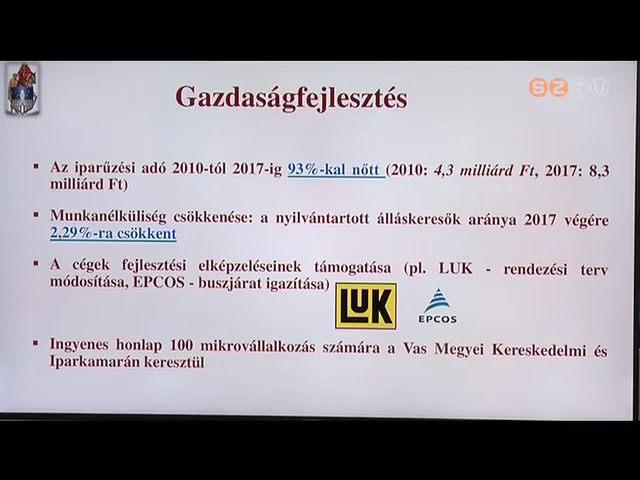 SZTV
Gazdaságfejlesztés
▪ Az iparűzési adó 2010-tól 2017-ig 93%-kal nőtt (2010: 4,3 milliárd Ft, 2017: 8,3
milliárd Ft)
▪ Munkanélküliség csökkenése: a nyilvántartott álláskeresők aránya 2017 végére
2,29%-ra csökkent
▪ A cégek fejlesztési elképzeléseinek támogatása (pl. LUK - rendezési terv
módosítása, EPCOS - buszjárat igazítása)
LUK
EPCOS
▪ Ingyenes honlap 100 mikrovállalkozás számára a Vas Megyei Kereskedelmi és
Iparkamarán keresztül